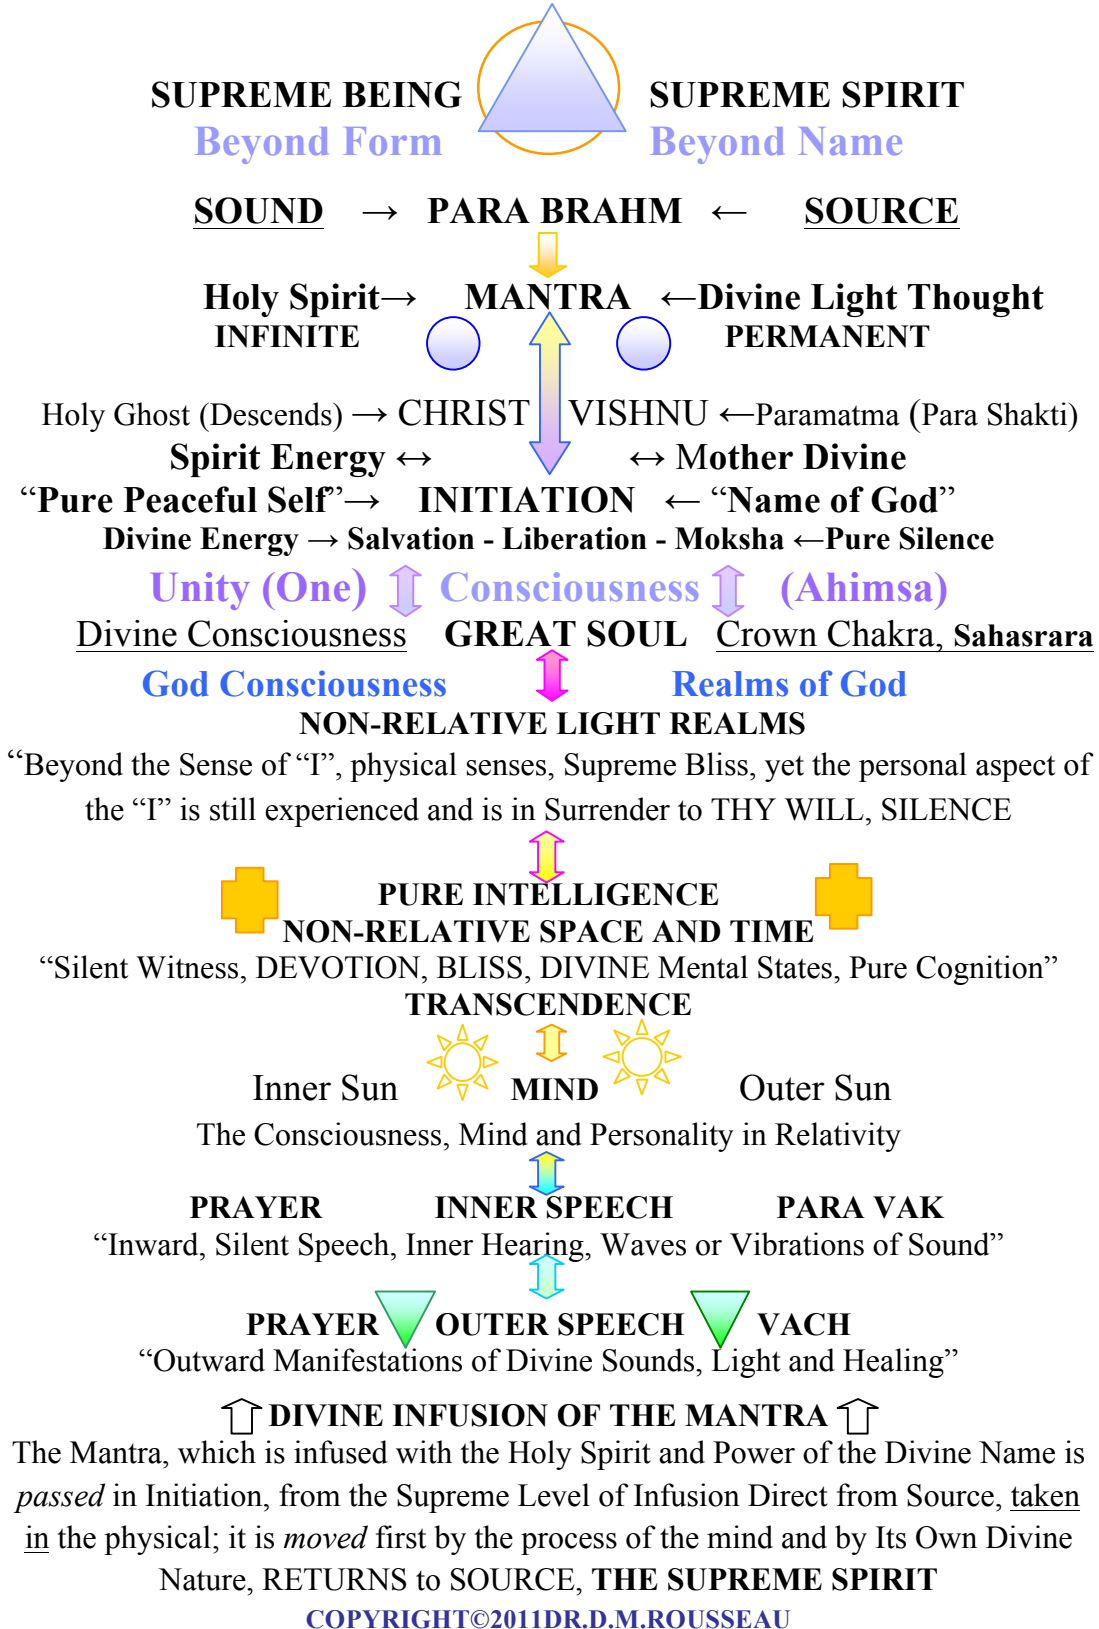 SUPREME BEING SUPREME SPIRIT
Beyond Form Beyond Name
SOUND → PARA BRAHM ← SOURCE
Holy Spirit→ MANTRA ←Divine Light Thought
INFINITE PERMANENT
Holy Ghost (Descends) → CHRIST VISHNU ←Paramatma (Para Shakti)
Spirit Energy ↔ ↔ Mother Divine
“Pure Peaceful Self”→ INITIATION ← “Name of God”
Divine Energy → Salvation - Liberation - Moksha ←Pure Silence
Unity (One) Consciousness (Ahimsa)
Divine Consciousness GREAT SOUL Crown Chakra, Sahasrara
God Consciousness Realms of God
NON-RELATIVE LIGHT REALMS
“Beyond the Sense of “I”, physical senses, Supreme Bliss, yet the personal aspect of
the “I” is still experienced and is in Surrender to THY WILL, SILENCE
PURE INTELLIGENCE
NON-RELATIVE SPACE AND TIME
“Silent Witness, DEVOTION, BLISS, DIVINE Mental States, Pure Cognition”
TRANSCENDENCE
Inner Sun MIND Outer Sun
The Consciousness, Mind and Personality in Relativity
PRAYER INNER SPEECH PARA VAK
“Inward, Silent Speech, Inner Hearing, Waves or Vibrations of Sound”
PRAYER OUTER SPEECH VACH
“Outward Manifestations of Divine Sounds, Light and Healing”
DIVINE INFUSION OF THE MANTRA
The Mantra, which is infused with the Holy Spirit and Power of the Divine Name is
passed in Initiation, from the Supreme Level of Infusion Direct from Source, taken
in the physical; it is moved first by the process of the mind and by Its Own Divine
Nature, RETURNS to SOURCE, THE SUPREME SPIRIT
COPYRIGHT©2011DR.D.M.ROUSSEAU